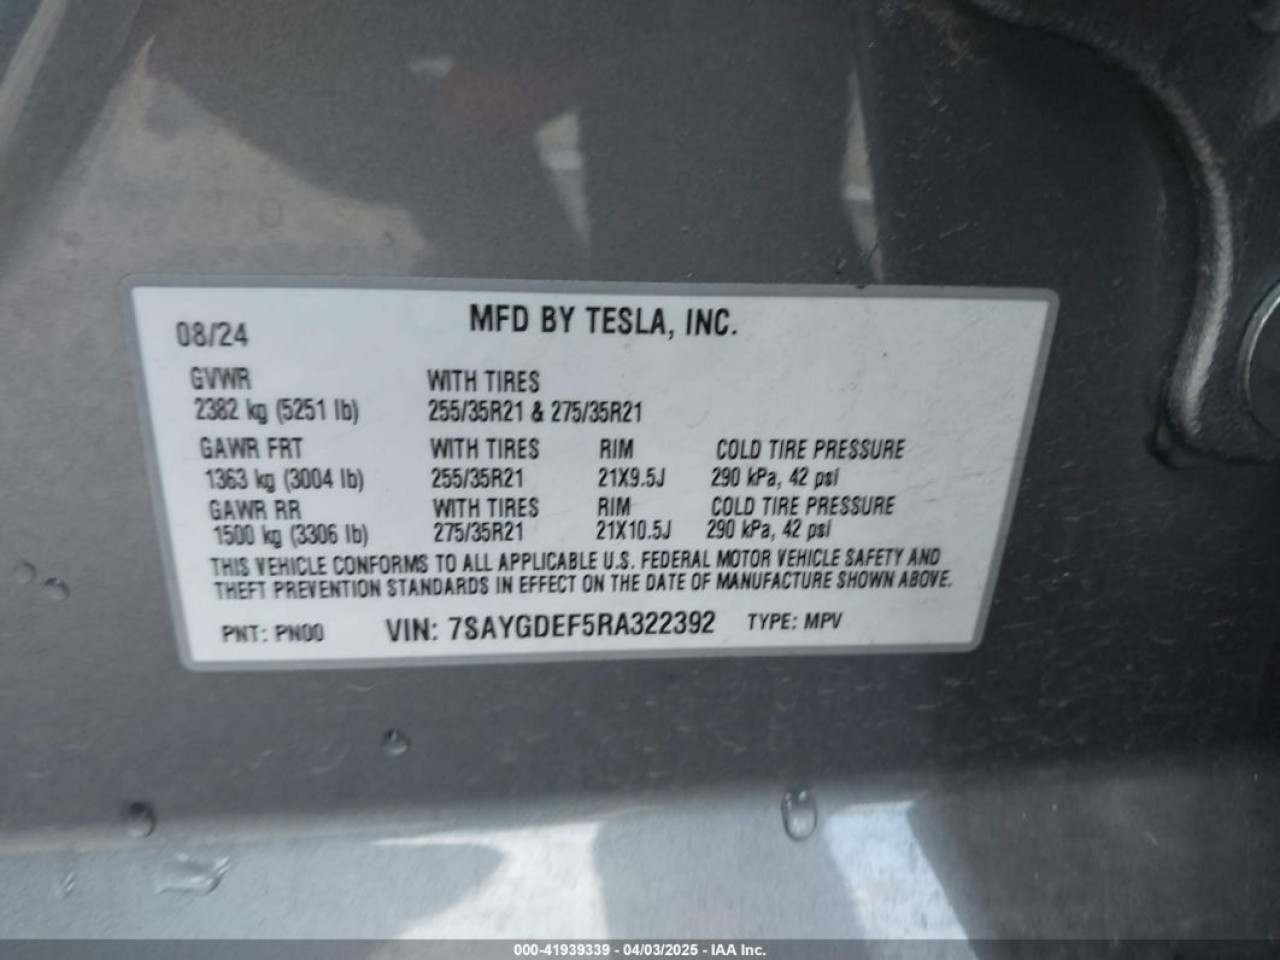 08/24 MFD BY TESLA, INC.
GVWR WITH TIRES
2382 kg (5251 lb) 255/35R21 & 275/35R21
GAWR FRT WITH TIRES RIM COLD TIRE PRESSURE
1363 kg (3004 lb) 255/35R21 21X9.5J 290 kPa, 42 psi
GAWR RR WITH TIRES RIM COLD TIRE PRESSURE
1500 kg (3306 lb) 275/35R21 21X10.5J 290 kPa, 42 psi
THIS VEHICLE CONFORMS TO ALL APPLICABLE U.S. FEDERAL MOTOR VEHICLE SAFETY AND
THEFT PREVENTION STANDARDS IN EFFECT ON THE DATE OF MANUFACTURE SHOWN ABOVE.
PNT: PN00 VIN: 7SAYGDEF5RA322392 TYPE: MPV
000-41939339 - 04/03/2025 - IAA Inc.